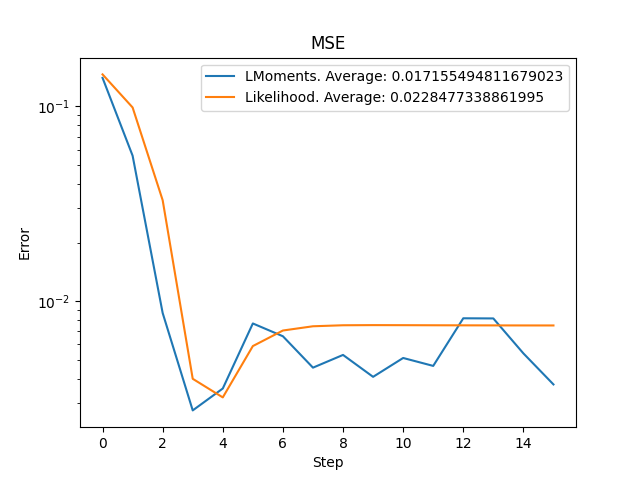 MSE
LMoments. Average: 0.017155494811679023
Likelihood. Average: 0.0228477338861995
10⁻¹
10⁻²
Error
0 2 4 6 8 10 12 14
Step